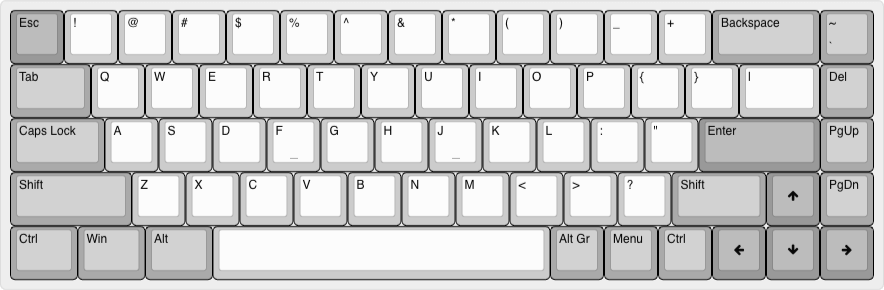 Esc ! @ # $ % ^ & * ( ) _ + Backspace ~
`
Tab Q W E R T Y U I O P { } | Del
Caps Lock A S D F G H J K L : " Enter PgUp
_ _
Shift Z X C V B N M < > ? Shift ↑ PgDn
Ctrl Win Alt Alt Gr Menu Ctrl ← ↓ →